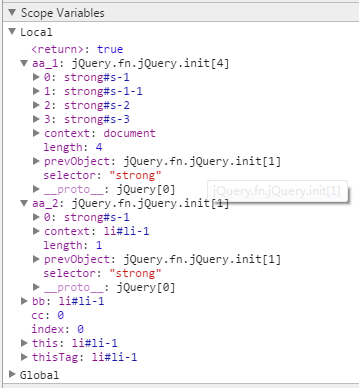 Scope Variables
Local
<return>: true
aa_1: jQuery.fn.jQuery.init[4]
0: strong#s-1
1: strong#s-1-1
2: strong#s-2
3: strong#s-3
context: document
length: 4
prevObject: jQuery.fn.jQuery.init[1]
selector: "strong"
__proto__: jQuery[0]
jQuery.fn.jQuery.init[1]
aa_2: jQuery.fn.jQuery.init[1]
0: strong#s-1
context: li#li-1
length: 1
prevObject: jQuery.fn.jQuery.init[1]
selector: "strong"
__proto__: jQuery[0]
bb: li#li-1
cc: 0
index: 0
this: li#li-1
thisTag: li#li-1
Global